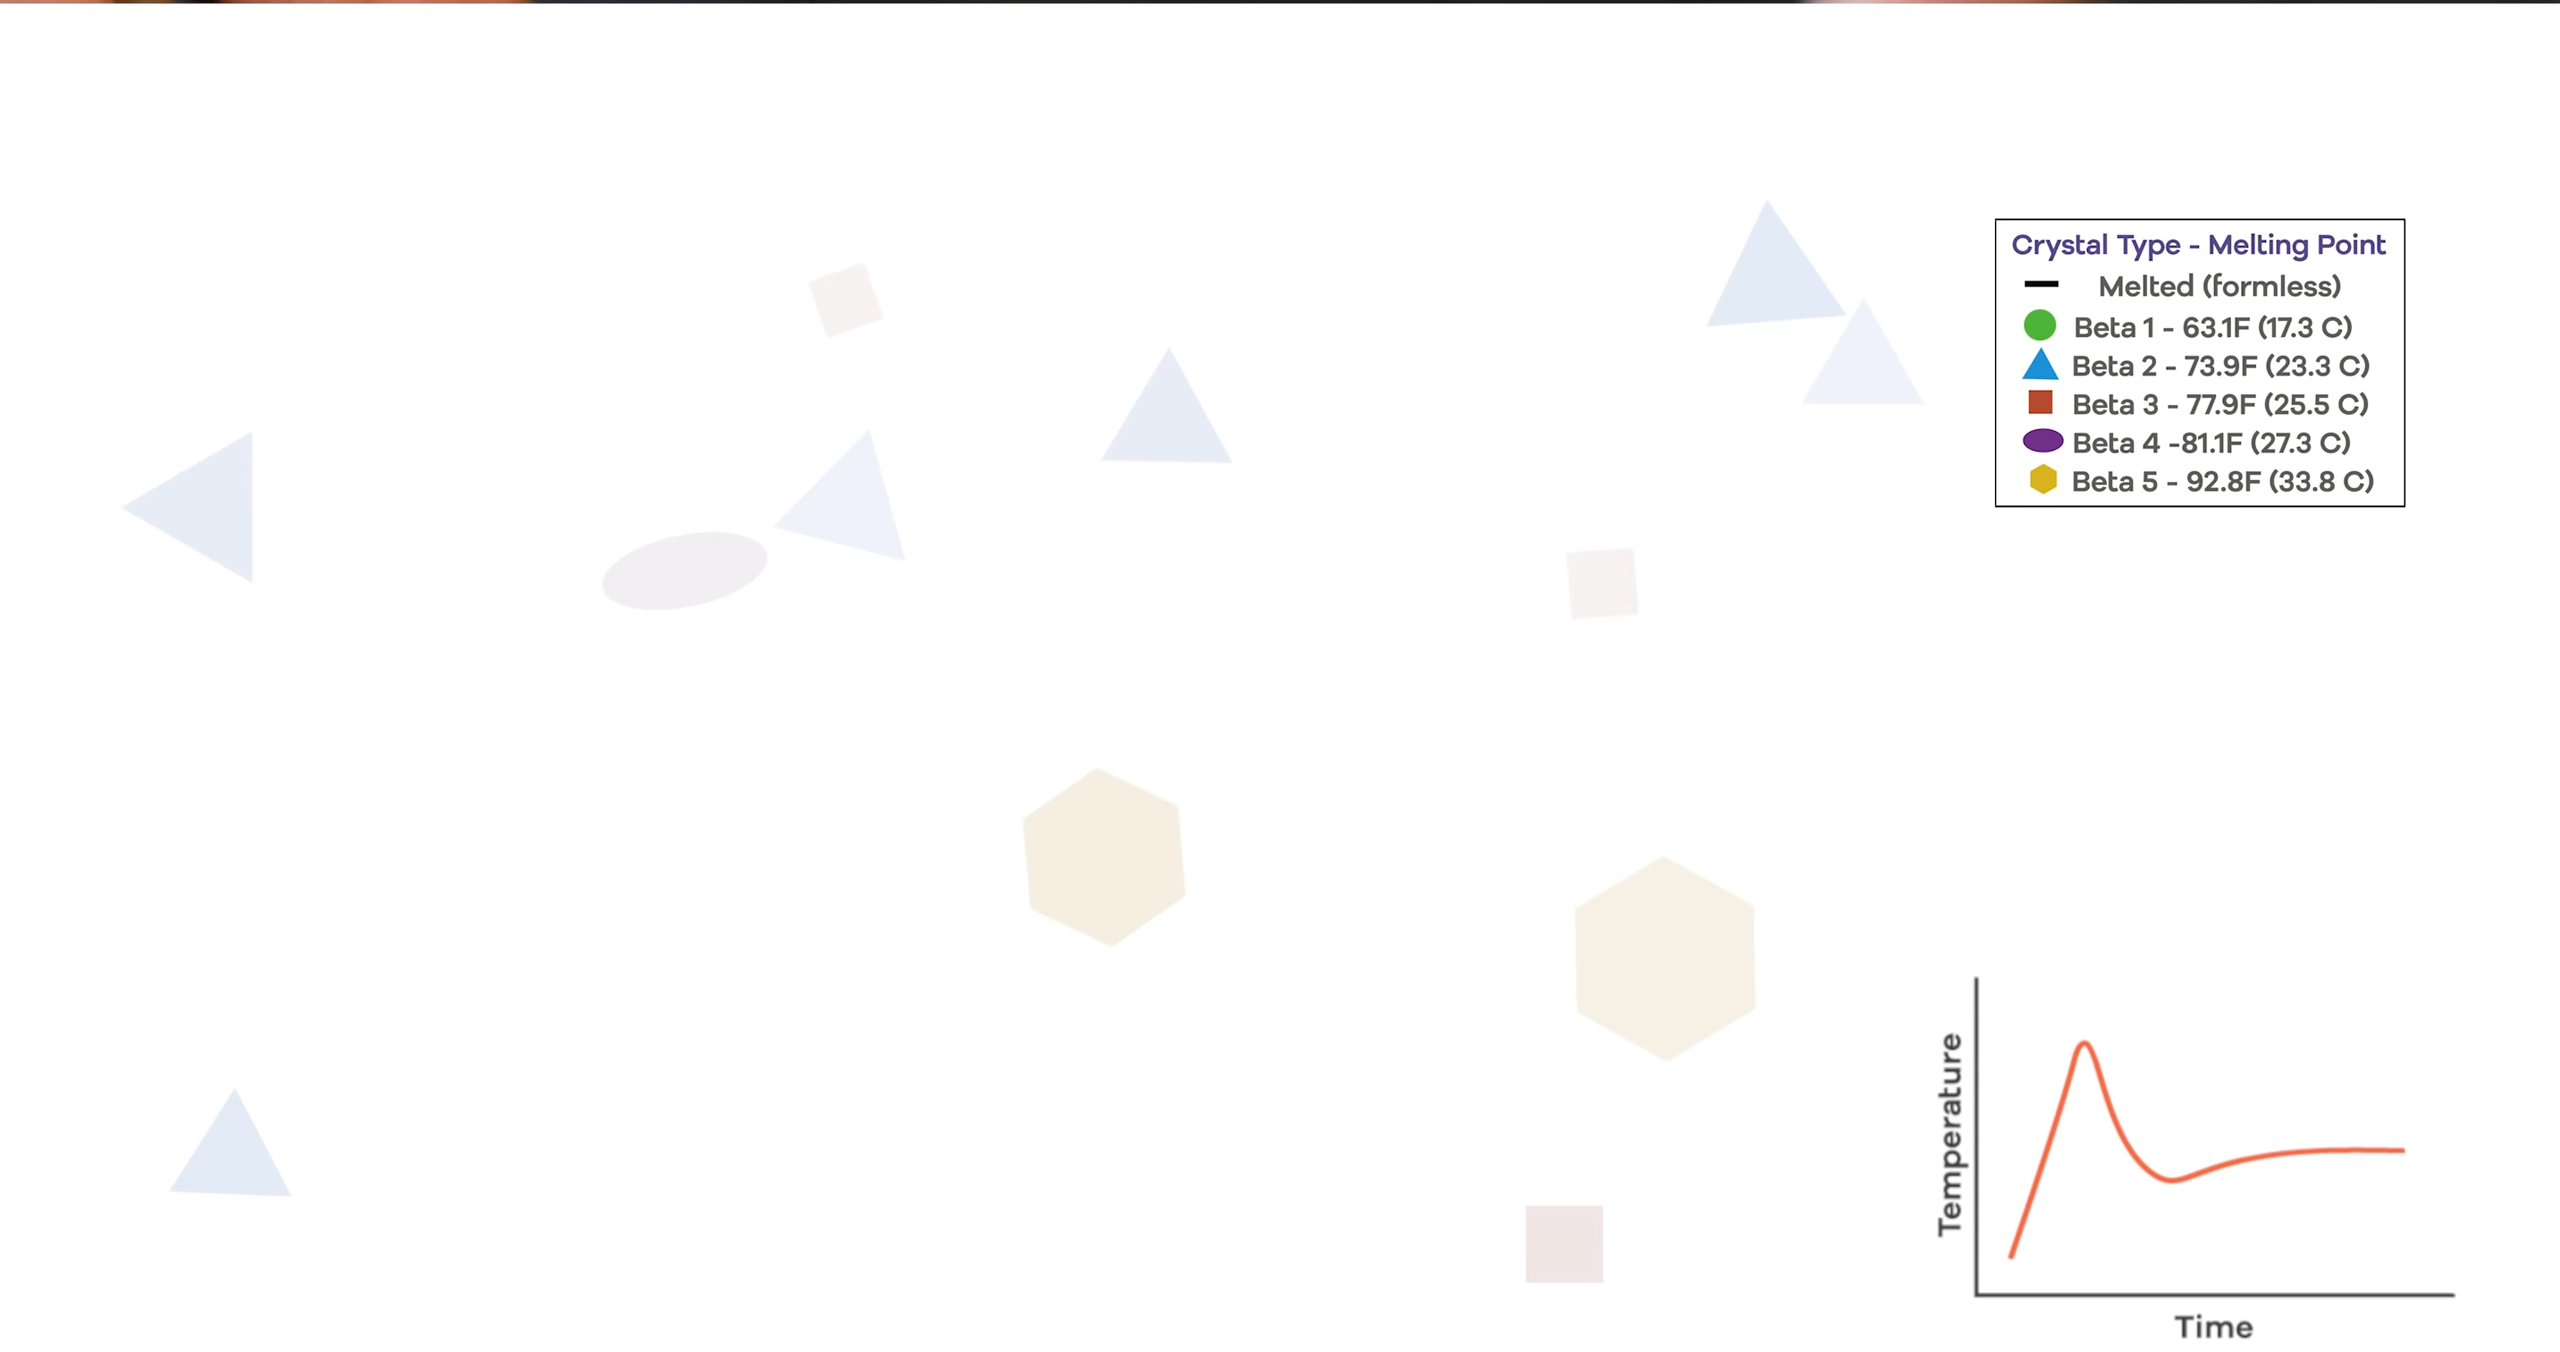 Crystal Type - Melting Point
Melted (formless)
Beta 1 - 63.1F (17.3 C)
Beta 2 - 73.9F (23.3 C)
Beta 3 - 77.9F (25.5 C)
Beta 4 -81.1F (27.3 C)
Beta 5 - 92.8F (33.8 C)
Temperature
Time